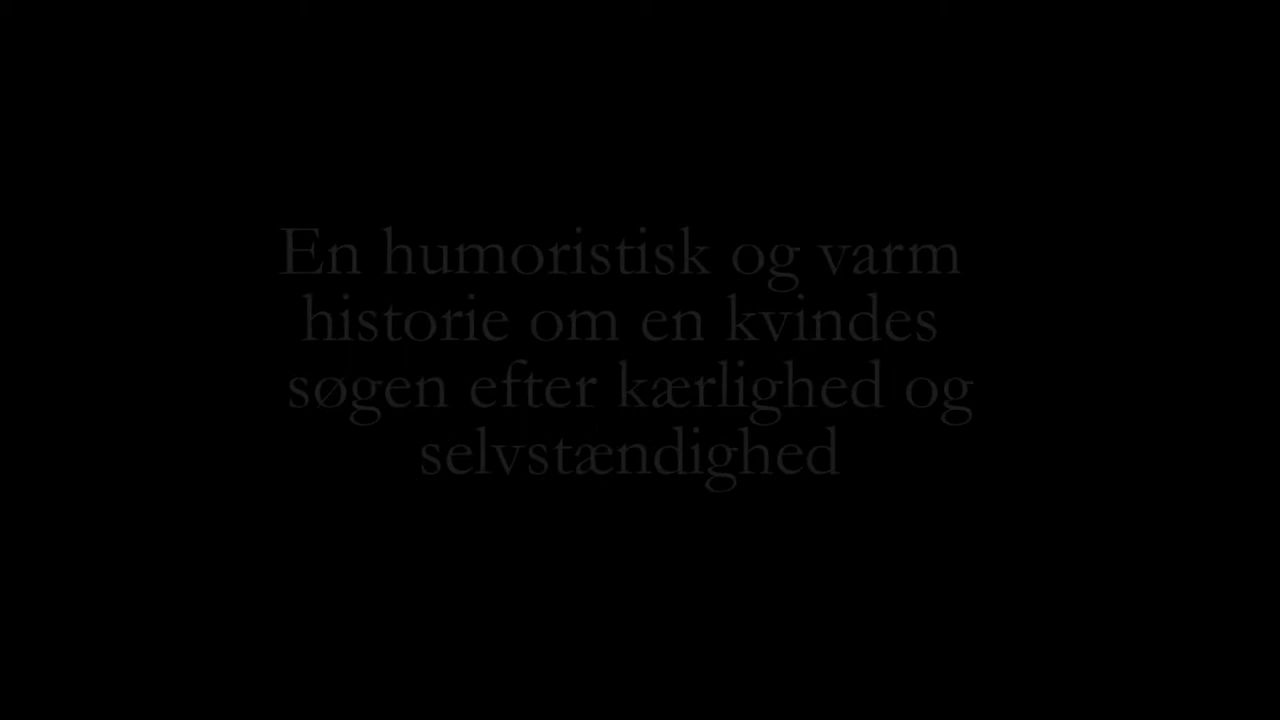 En humoristisk og varm
historie om en kvindes
søgen efter kærlighed og
selvstændighed